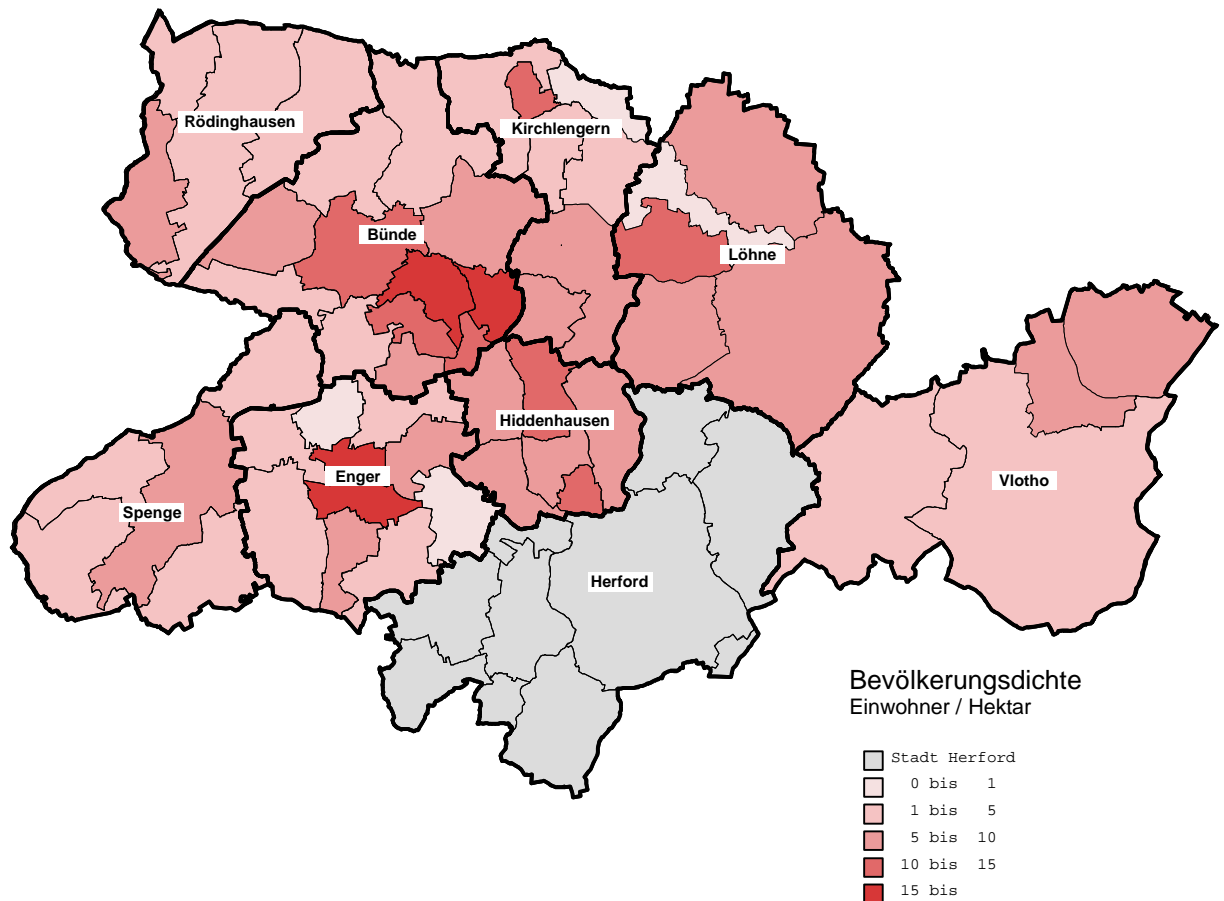 Rödinghausen
Kirchlengern
Bünde
Löhne
Hiddenhausen
Enger
Vlotho
Spenge
Herford
Bevölkerungsdichte
Einwohner / Hektar
Stadt Herford
0 bis 1
1 bis 5
5 bis 10
10 bis 15
15 bis